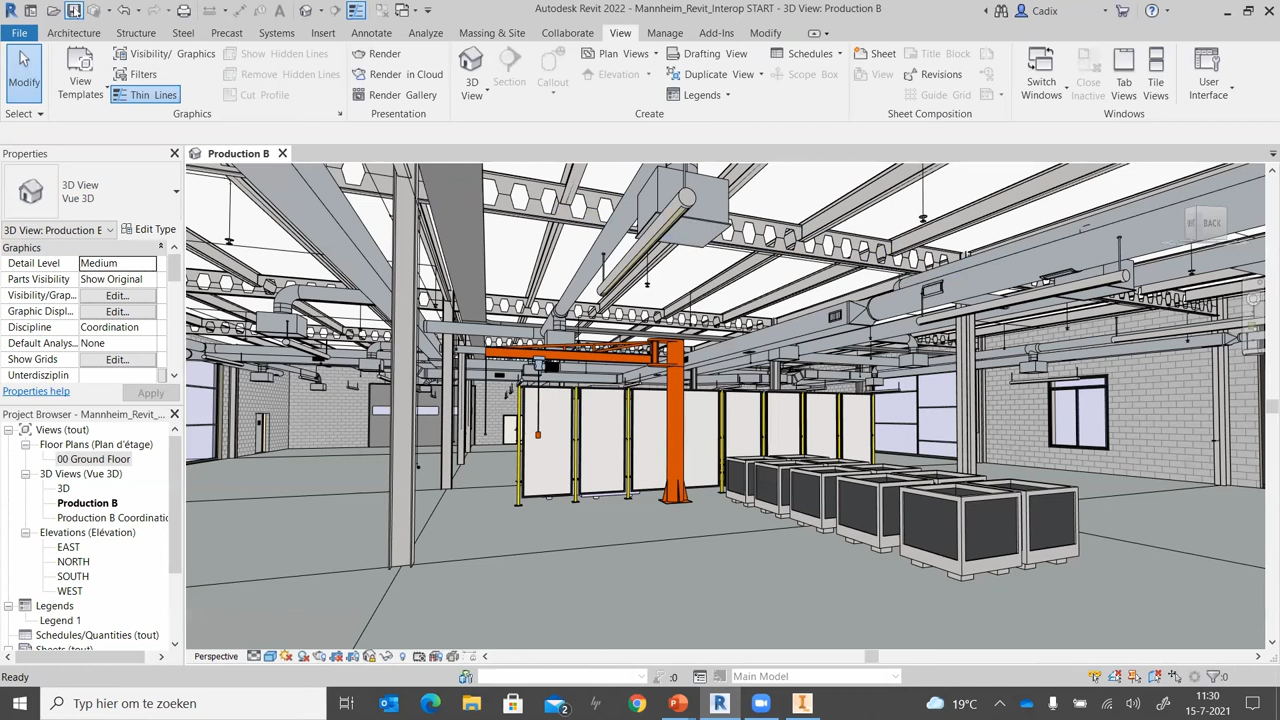 Autodesk Revit 2022 - Mannheim_Revit_Interop START - 3D View: Production B
Cadix
File Architecture Structure Steel Precast Systems Insert Annotate Analyze Massing & Site Collaborate View Manage Add-Ins Modify
Modify
Select
View Templates
Visibility/ Graphics
Filters
Thin Lines
Show Hidden Lines
Remove Hidden Lines
Cut Profile
Graphics
Render
Render in Cloud
Render Gallery
Presentation
3D View
Section
Callout
Plan Views
Elevation
Drafting View
Duplicate View
Legends
Schedules
Scope Box
Create
Sheet
View
Title Block
Revisions
Guide Grid
Sheet Composition
Switch Windows
Close Inactive
Tab Views
Tile Views
Windows
User Interface
Properties
Production B
3D View
Vue 3D
3D View: Production B
Edit Type
Graphics
Detail Level Medium
Parts Visibility Show Original
Visibility/Grap... Edit...
Graphic Displ... Edit...
Discipline Coordination
Default Analys... None
Show Grids Edit...
Unterdisziplin
Properties help
Apply
Project Browser - Mannheim_Revit_...
Views (tout)
Floor Plans (Plan d'étage)
00 Ground Floor
3D Views (Vue 3D)
3D
Production B
Production B Coordinatio
Elevations (Elévation)
EAST
NORTH
SOUTH
WEST
Legends
Legend 1
Schedules/Quantities (tout)
Sheets (tout)
BACK
Perspective
Ready
:0
Main Model
:0
Typ hier om te zoeken
2
19°C
11:30
15-7-2021